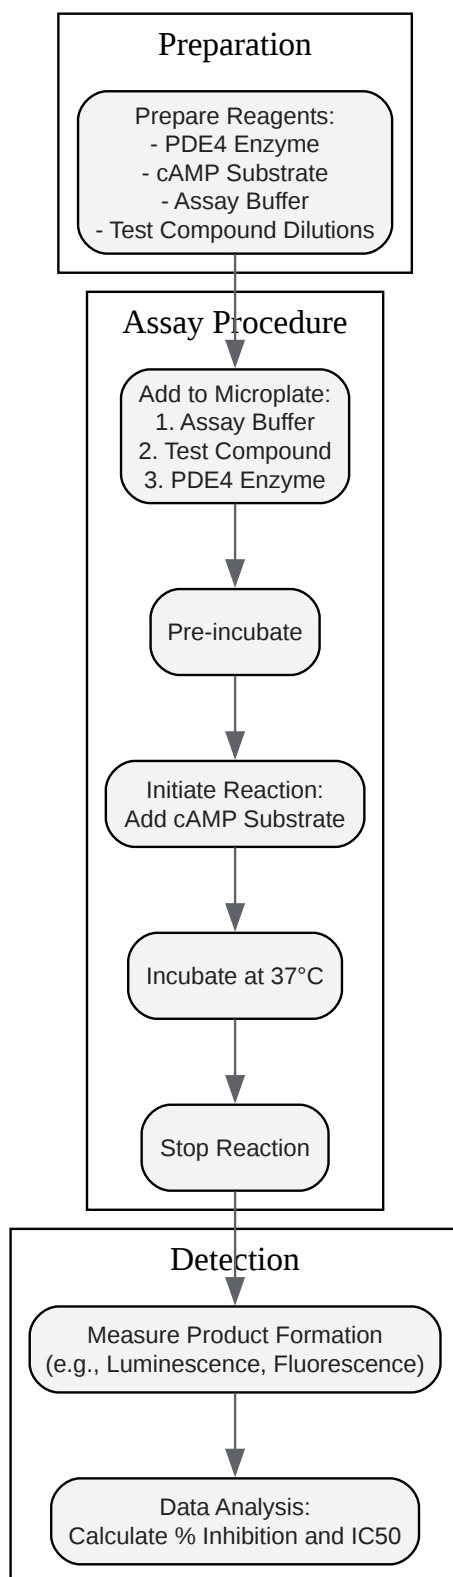 Preparation
Prepare Reagents:
- PDE4 Enzyme
- cAMP Substrate
- Assay Buffer
- Test Compound Dilutions
Assay Procedure
Add to Microplate:
1. Assay Buffer
2. Test Compound
3. PDE4 Enzyme
Pre-incubate
Initiate Reaction:
Add cAMP Substrate
Incubate at 37°C
Stop Reaction
Detection
Measure Product Formation
(e.g., Luminescence, Fluorescence)
Data Analysis:
Calculate % Inhibition and IC50